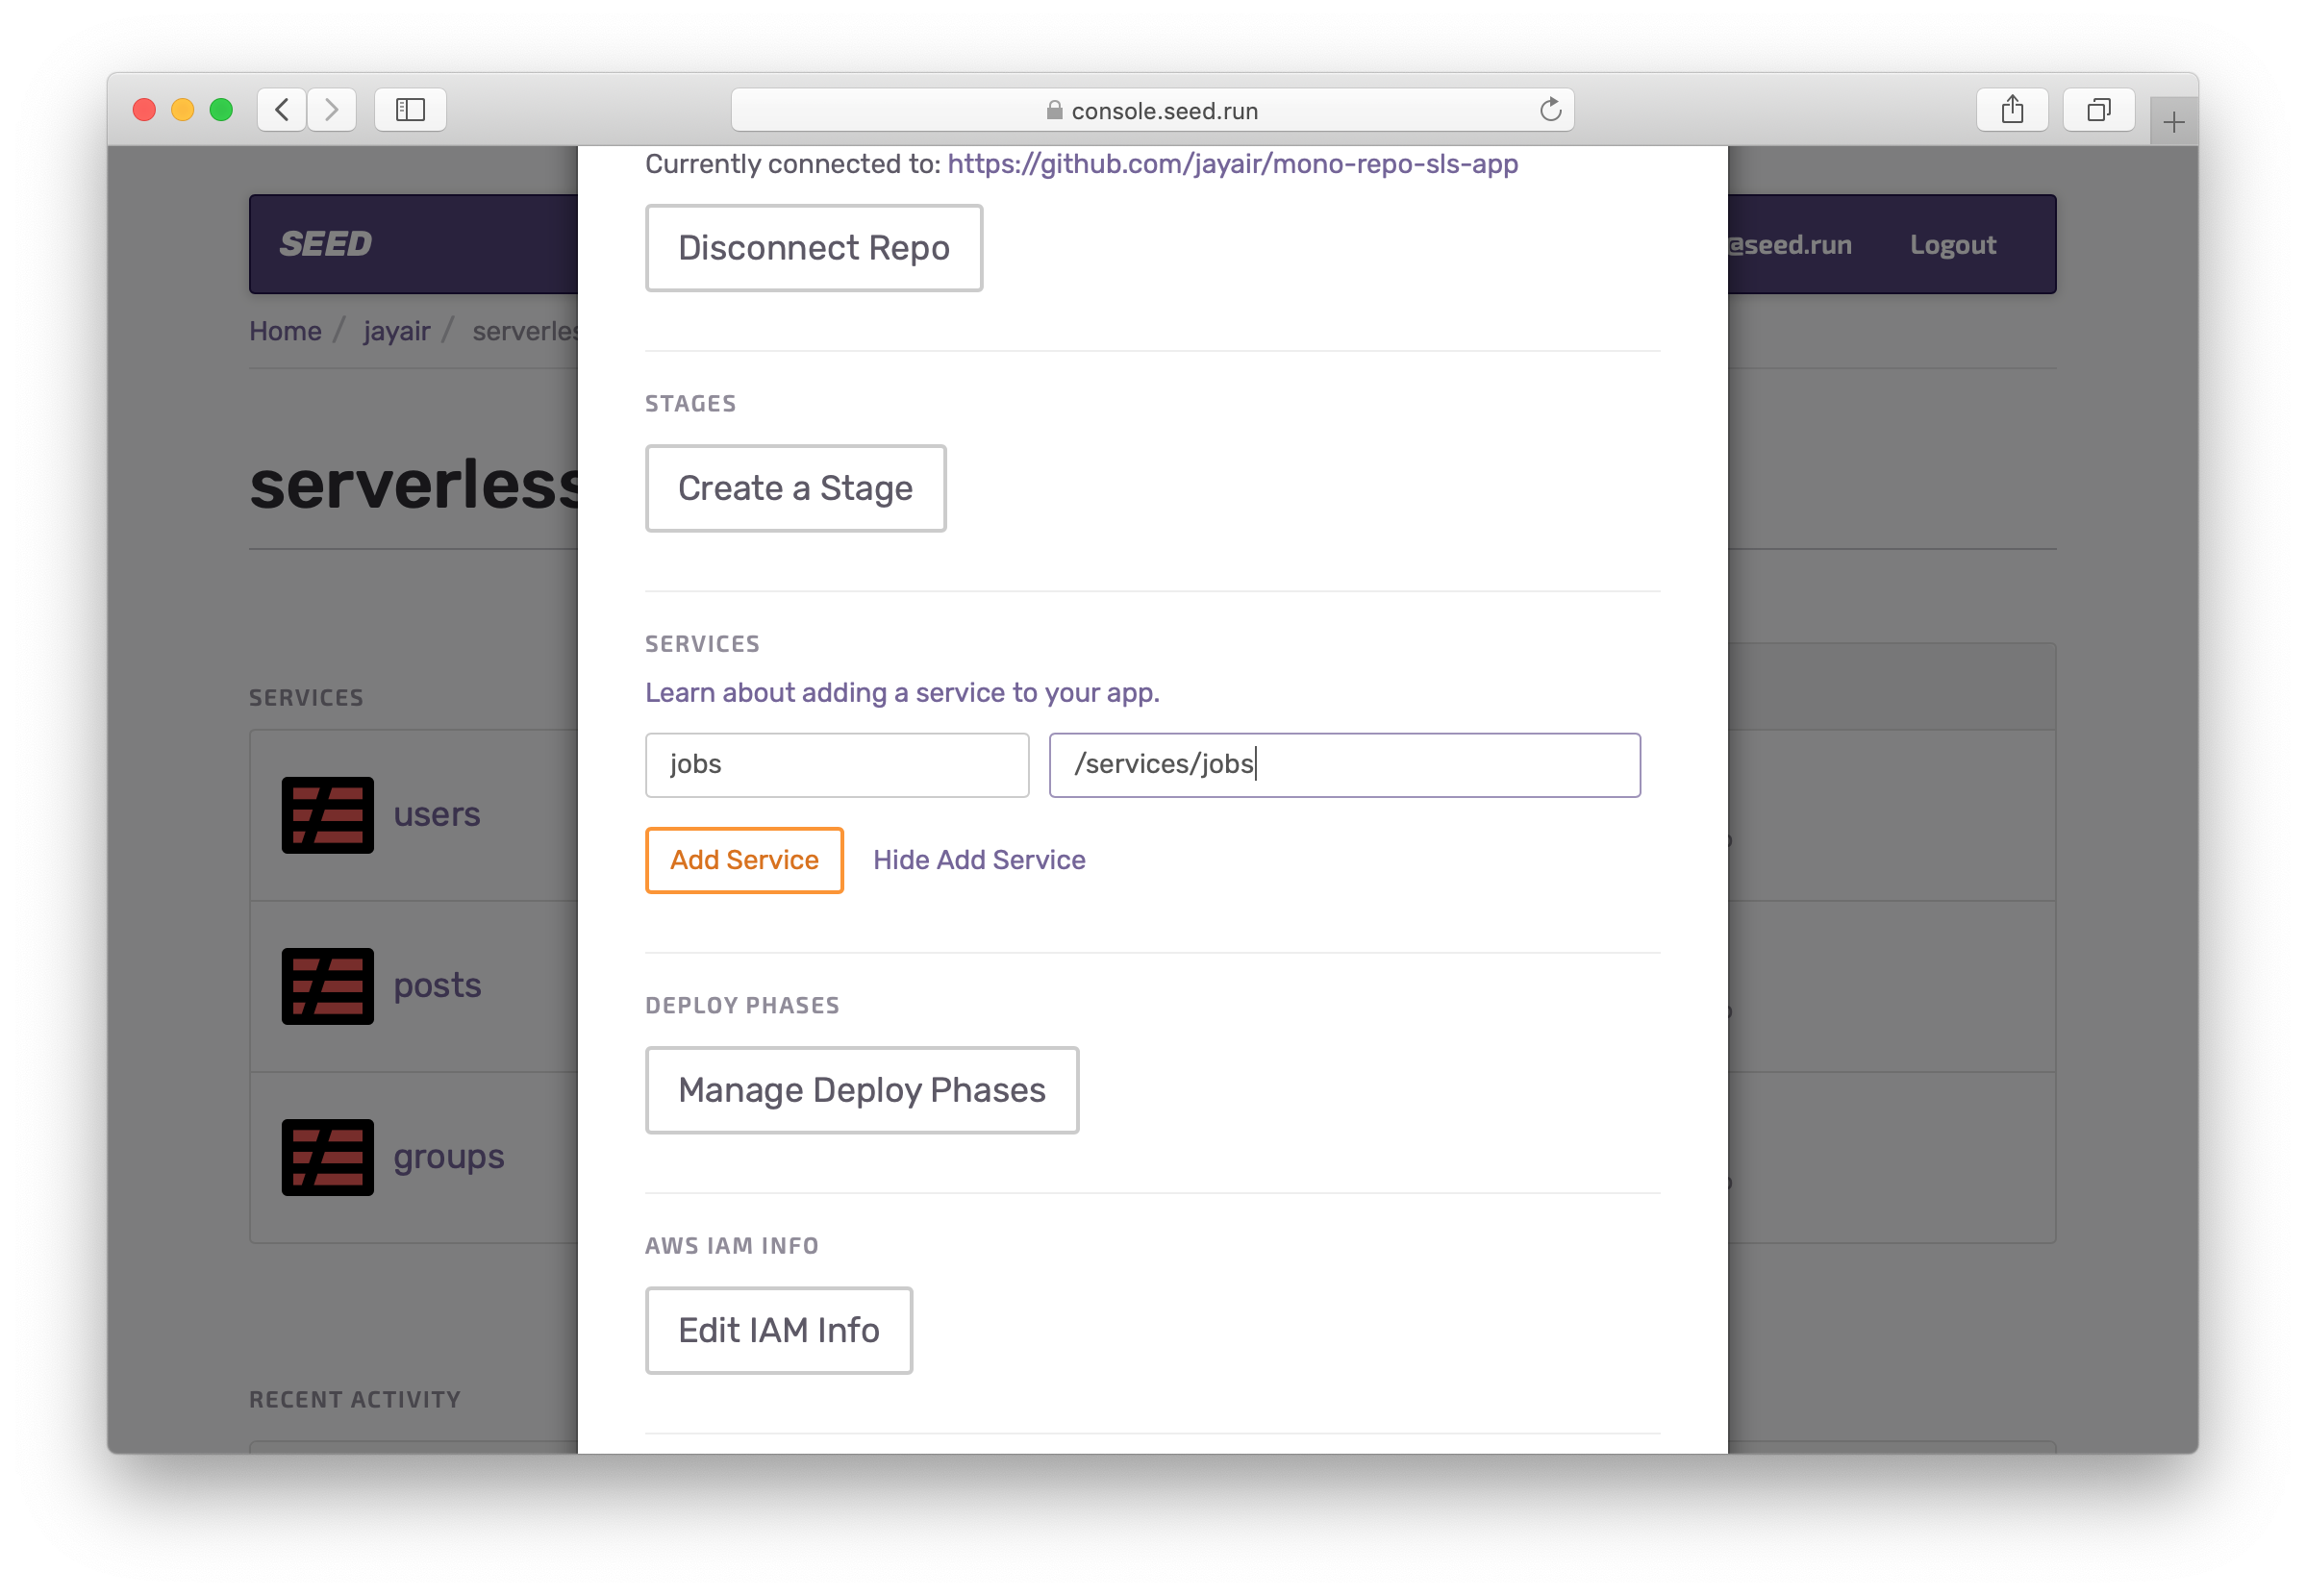 console.seed.run
Currently connected to: https://github.com/jayair/mono-repo-sls-app
SEED
Disconnect Repo
@seed.run Logout
Home / jayair /
STAGES
serverless
Create a Stage
SERVICES
Learn about adding a service to your app.
SERVICES
jobs /services/jobs
users
Add Service Hide Add Service
posts
DEPLOY PHASES
Manage Deploy Phases
groups
AWS IAM INFO
Edit IAM Info
RECENT ACTIVITY